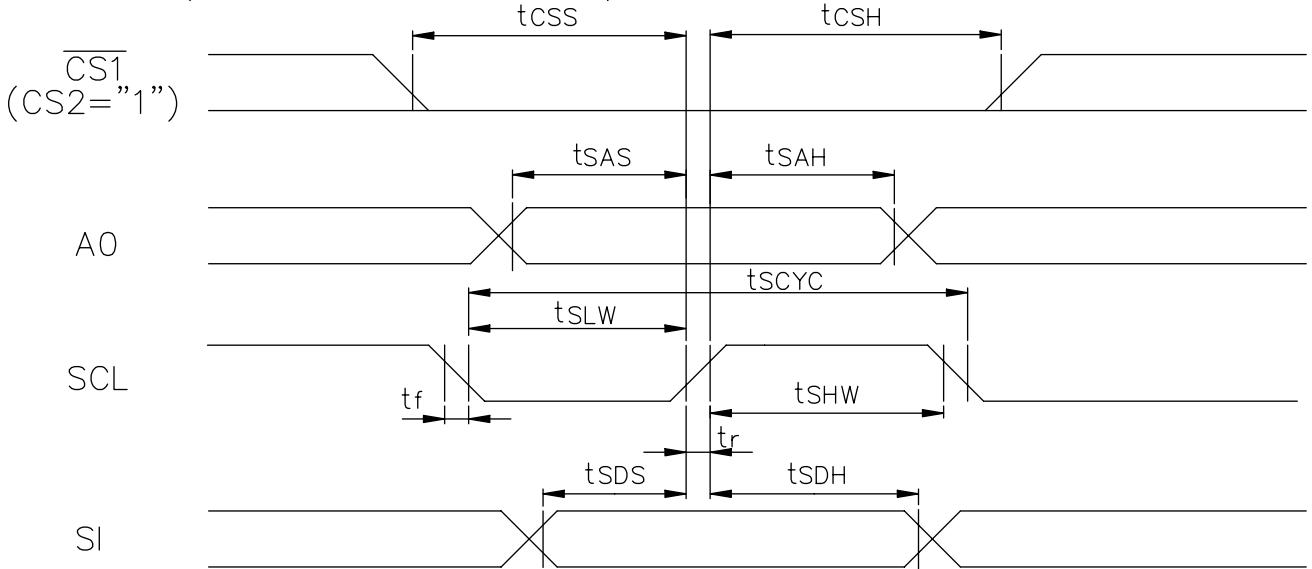 tCSS tCSH
CS1
(CS2="1")
tSAS tSAH
A0
tSCYC
tSLW
SCL
tf tSHW
tr
tSDS tSDH
SI